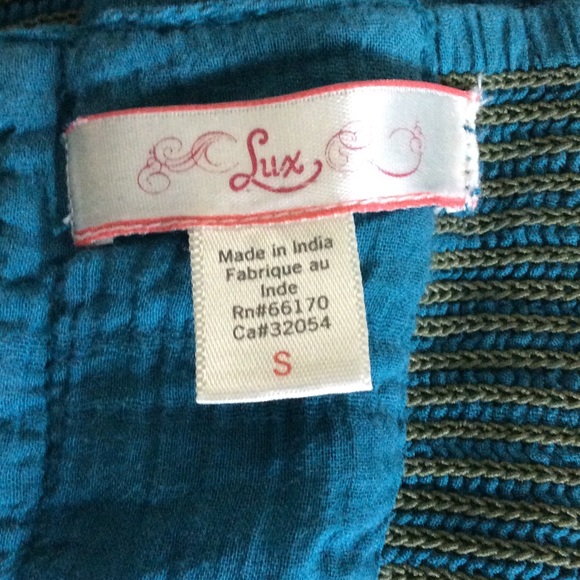 Lux
Made in India
Fabrique au
Inde
Rn#66170
Ca#32054
S